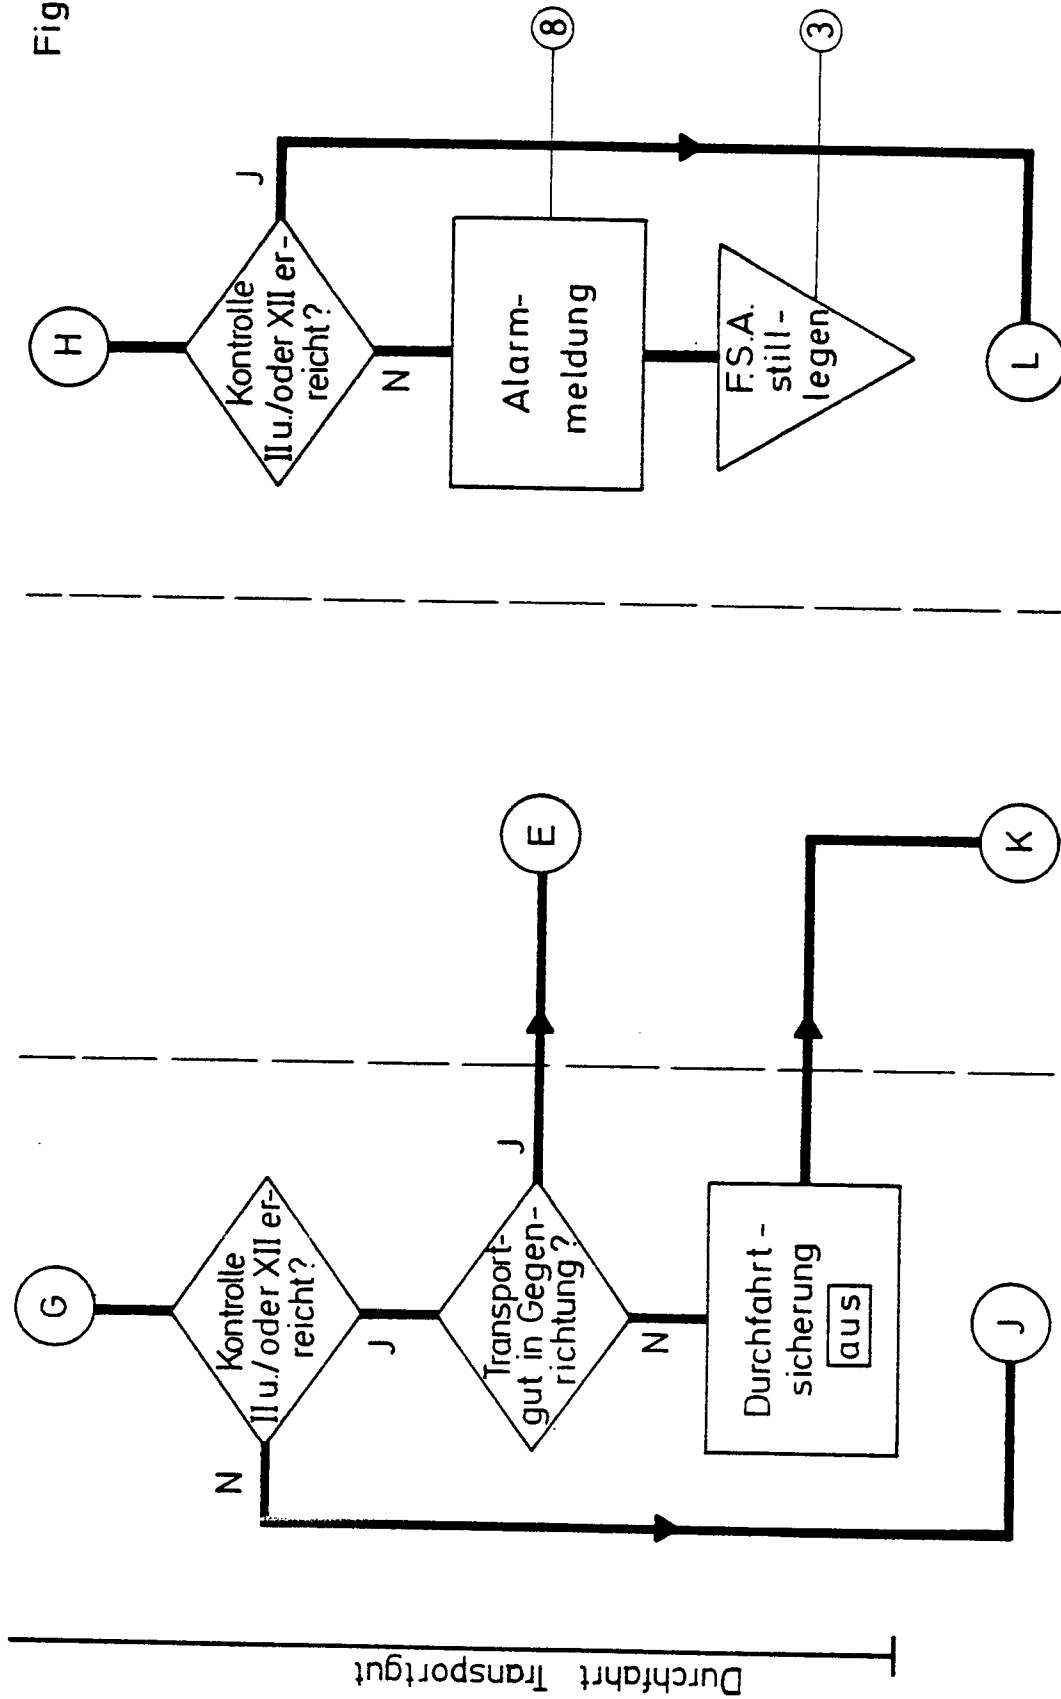 Fig
G
Kontrolle
II u./oder XII er-
reicht?
N
J
Transport-
gut in Gegen-
richtung?
J
E
N
Durchfahrt-
sicherung
aus
J
K
H
Kontrolle
II u./oder XII er-
reicht?
J
N
Alarm-
meldung
8
F.S.A.
still-
legen
3
L
Durchfahrt Transportgut